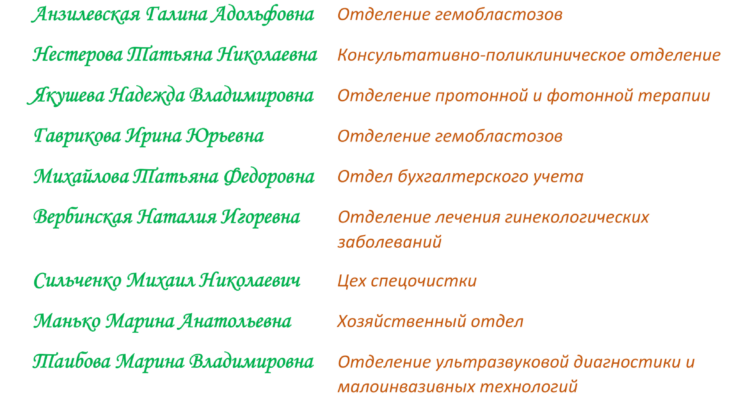 Анзилевская Галина Адольфовна Отделение гемобластозов
Нестерова Татьяна Николаевна Консультативно-поликлиническое отделение
Якушева Надежда Владимировна Отделение протонной и фотонной терапии
Гаврикова Ирина Юрьевна Отделение гемобластозов
Михайлова Татьяна Федоровна Отдел бухгалтерского учета
Вербинская Наталия Игоревна Отделение лечения гинекологических
заболеваний
Сильченко Михаил Николаевич Цех спецочистки
Манько Марина Анатольевна Хозяйственный отдел
Таибова Марина Владимировна Отделение ультразвуковой диагностики и
малоинвазивных технологий